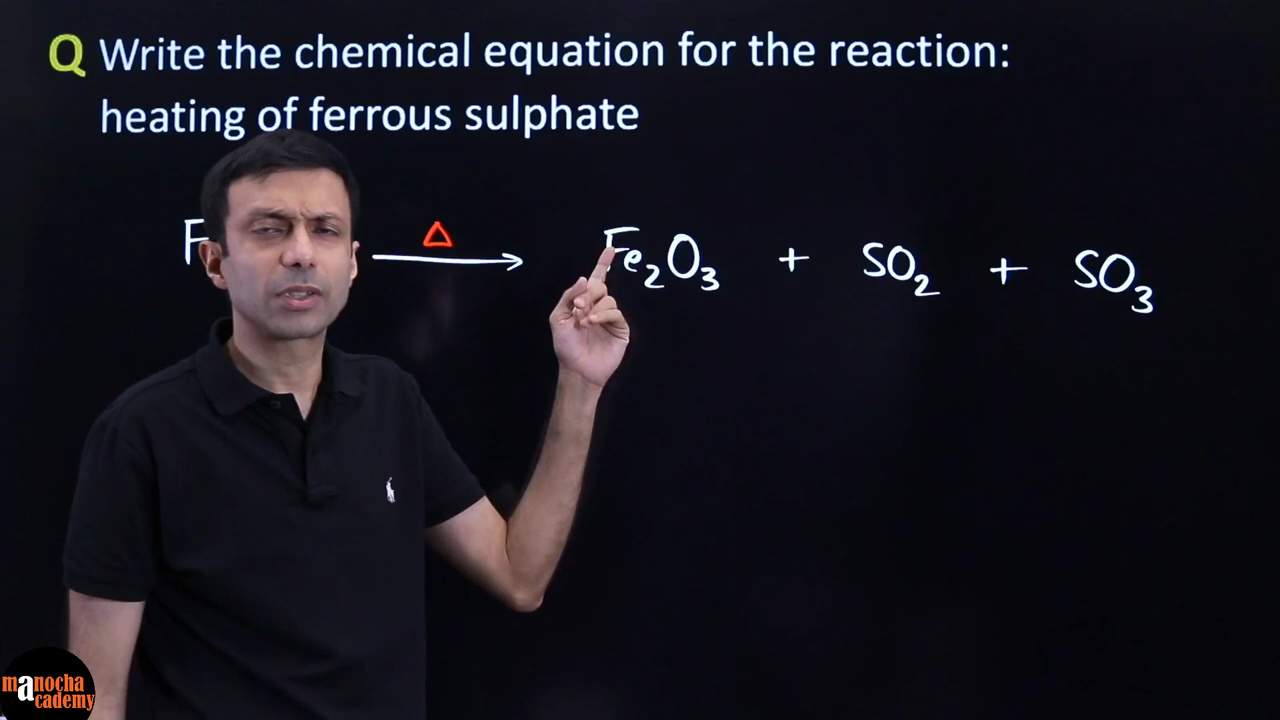 Q Write the chemical equation for the reaction:
heating of ferrous sulphate
F Δ → Fe₂O₃ + SO₂ + SO₃
manocha
academy